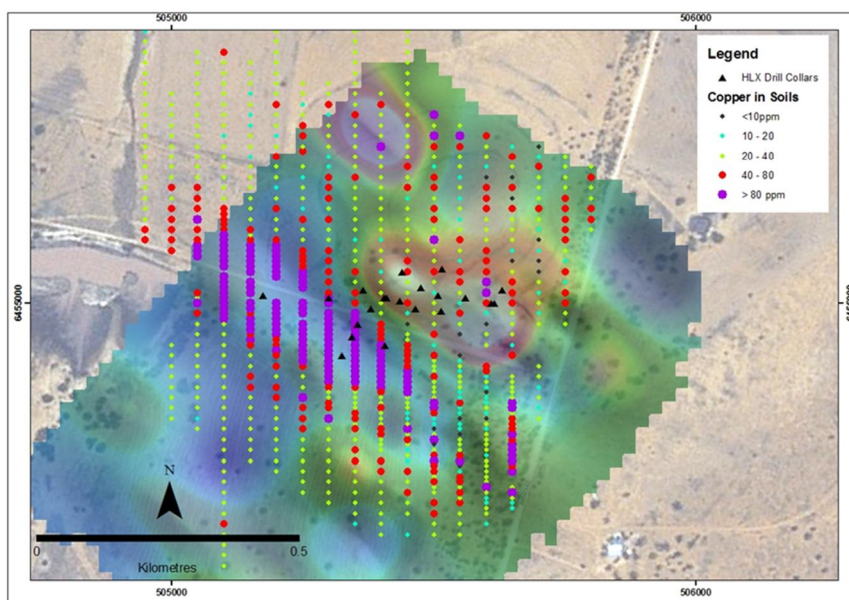 505000
506000
Legend
HLX Drill Collars
Copper in Soils
<10ppm
10 - 20
20 - 40
40 - 80
> 80 ppm
6455000
6455000
N
0
0.5
Kilometres
505000
506000